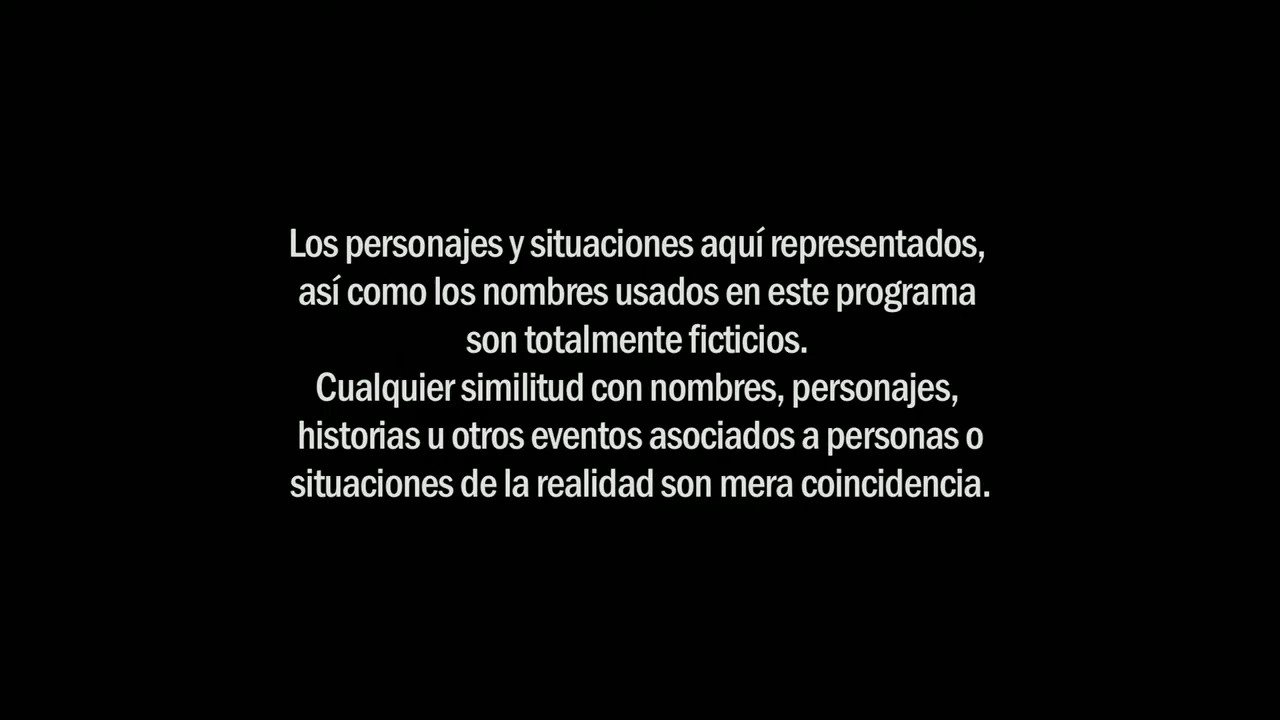 Los personajes y situaciones aquí representados,
así como los nombres usados en este programa
son totalmente ficticios.
Cualquier similitud con nombres, personajes,
historias u otros eventos asociados a personas o
situaciones de la realidad son mera coincidencia.